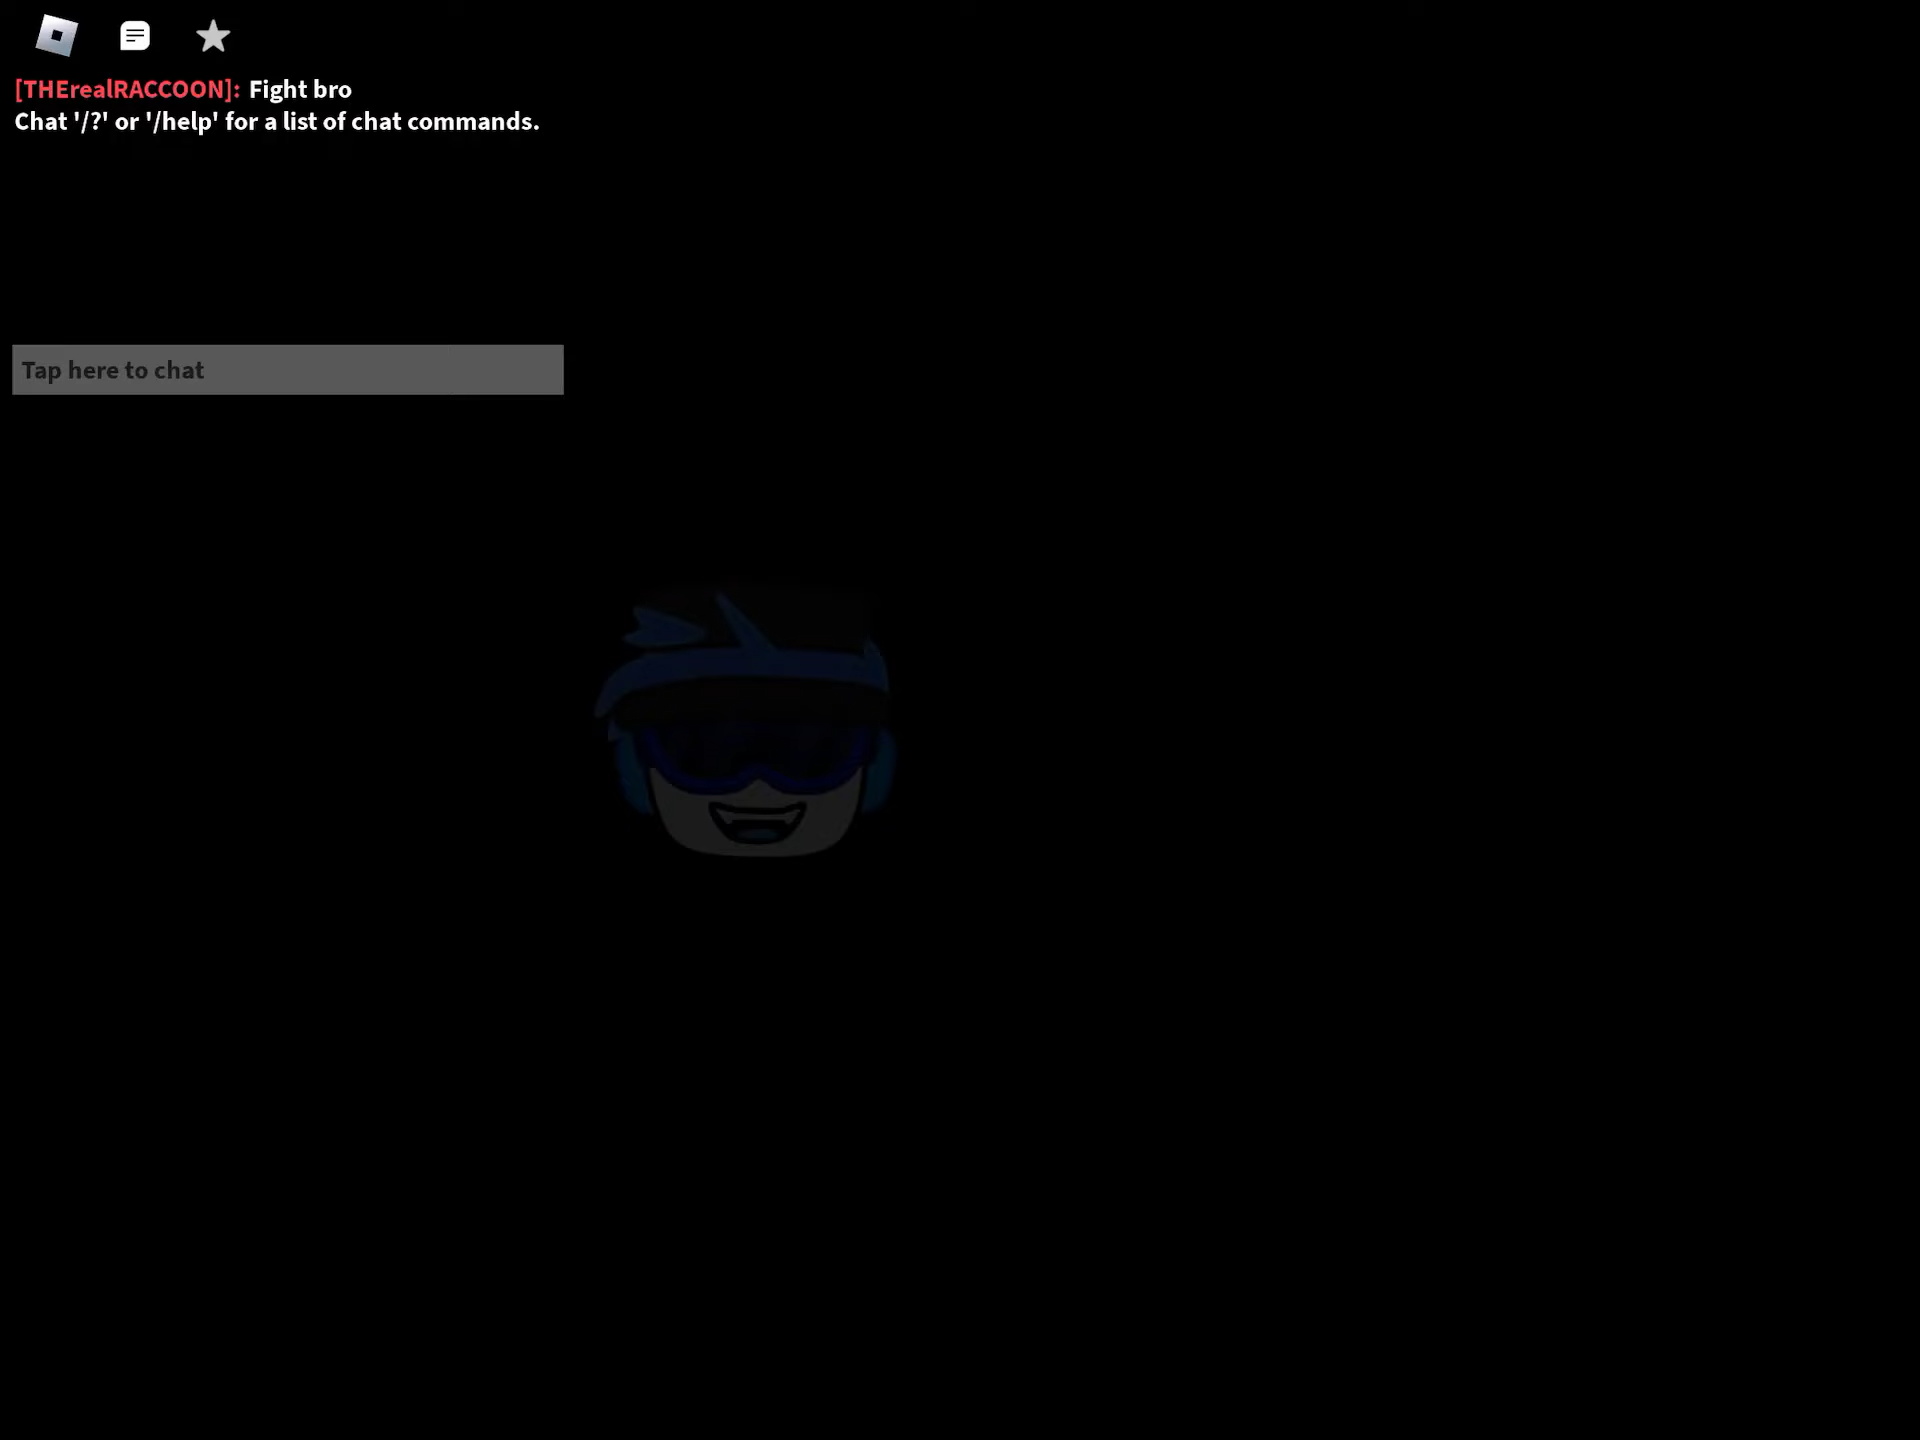 [THErealRACCOON]: Fight bro
Chat '/?' or '/help' for a list of chat commands.
Tap here to chat